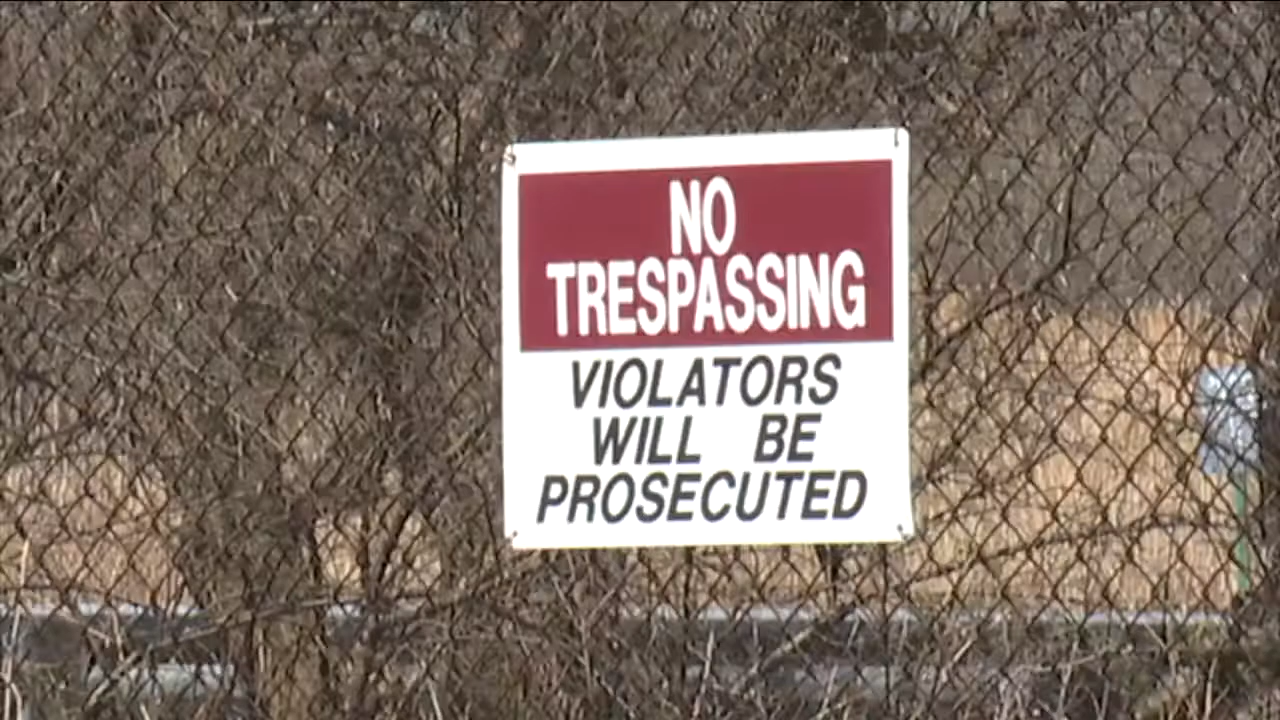 NO
TRESPASSING
VIOLATORS
WILL BE
PROSECUTED